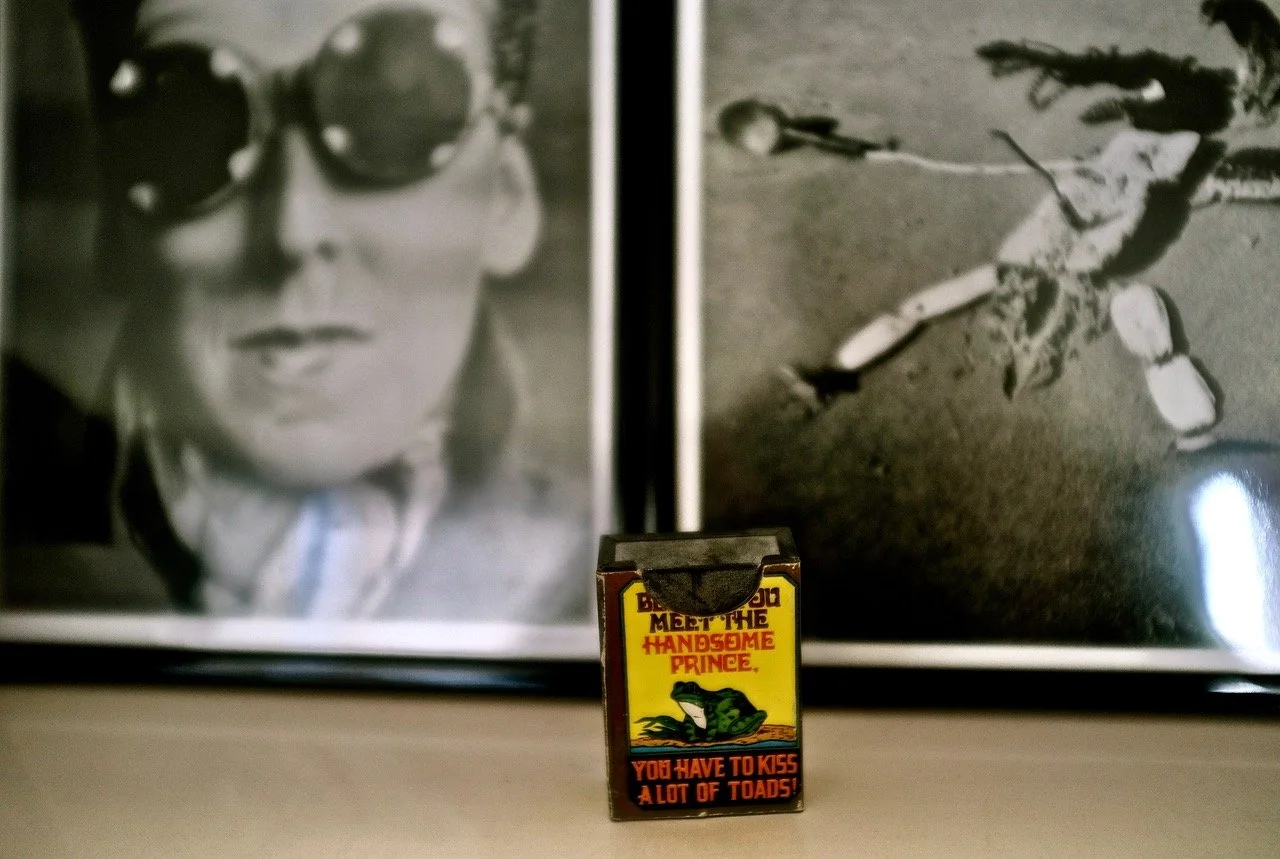 MEET THE
HANDSOME
PRINCE,
YOU HAVE TO KISS
A LOT OF TOADS!